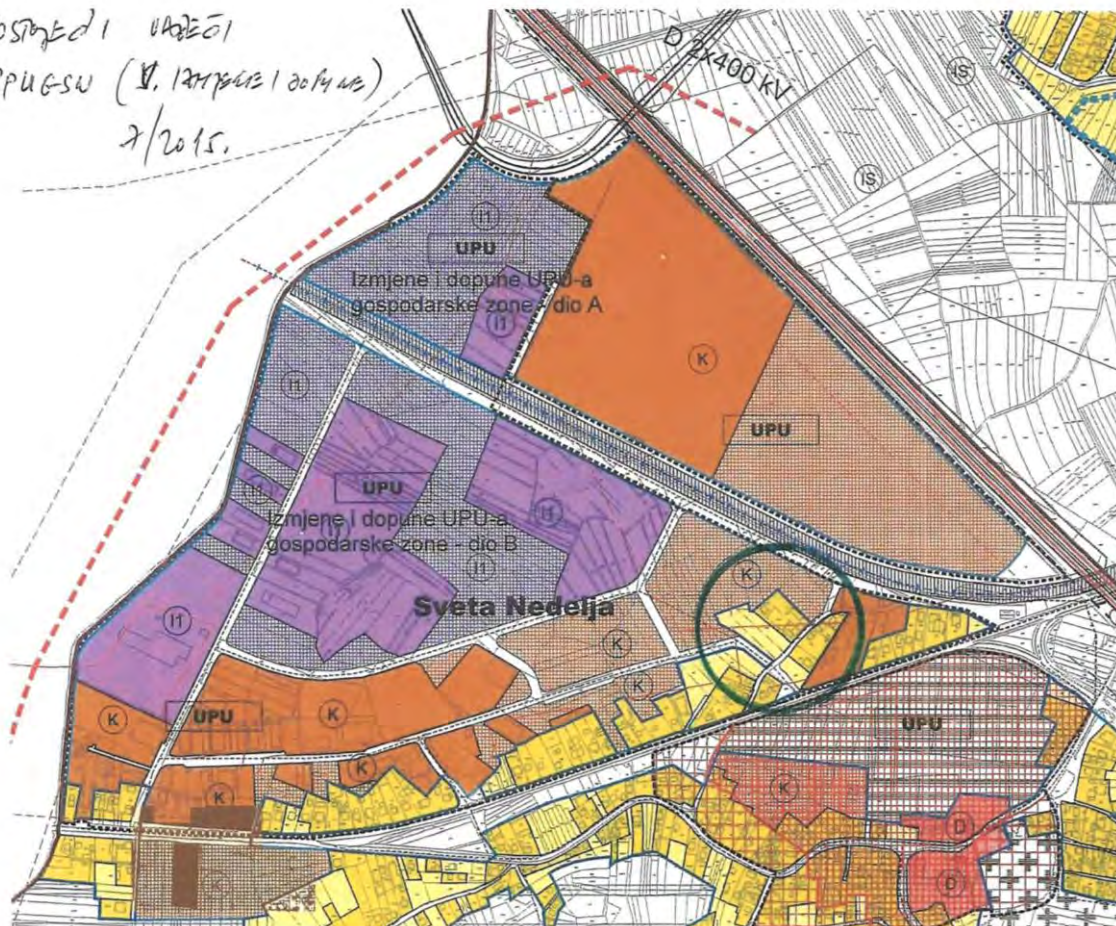 7/2015.
D 2x400 kV
IS
IS
I1
UPU
Izmjene i dopune UPU-a
gospodarske zone - dio A
I1
K
I1
UPU
UPU
I1
I1
Izmjene i dopune UPU-a
gospodarske zone - dio B
I1
K
Sveta Nedelja
I1
K
K
K
UPU
K
UPU
K
K
K
D
K
D